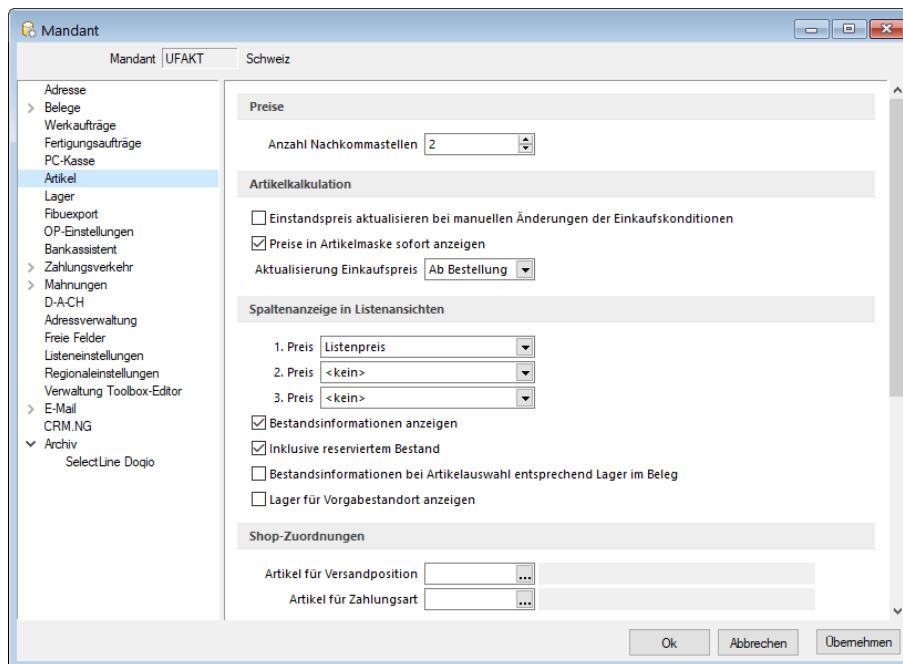 Mandant
Mandant UFAKT Schweiz
Adresse
Belege
Werkaufträge
Fertigungsaufträge
PC-Kasse
Artikel
Lager
Fibuexport
OP-Einstellungen
Bankassistent
Zahlungsverkehr
Mahnungen
D-A-CH
Adressverwaltung
Freie Felder
Listeneinstellungen
Regionaleinstellungen
Verwaltung Toolbox-Editor
E-Mail
CRM.NG
Archiv
SelectLine Doqio
Preise
Anzahl Nachkommastellen 2
Artikelkalkulation
Einstandspreis aktualisieren bei manuellen Änderungen der Einkaufskonditionen
Preise in Artikelmaske sofort anzeigen
Aktualisierung Einkaufspreis Ab Bestellung
Spaltenanzeige in Listenansichten
1. Preis Listenpreis
2. Preis <kein>
3. Preis <kein>
Bestandsinformationen anzeigen
Inklusive reserviertem Bestand
Bestandsinformationen bei Artikelauswahl entsprechend Lager im Beleg
Lager für Vorgabestandort anzeigen
Shop-Zuordnungen
Artikel für Versandposition ...
Artikel für Zahlungsart ...
Ok Abbrechen Übernehmen